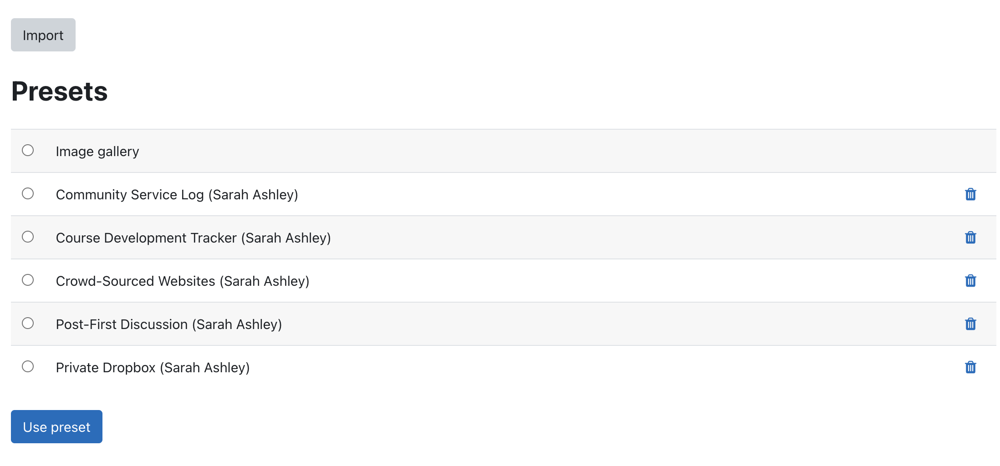 Import
Presets
Image gallery
Community Service Log (Sarah Ashley)
Course Development Tracker (Sarah Ashley)
Crowd-Sourced Websites (Sarah Ashley)
Post-First Discussion (Sarah Ashley)
Private Dropbox (Sarah Ashley)
Use preset